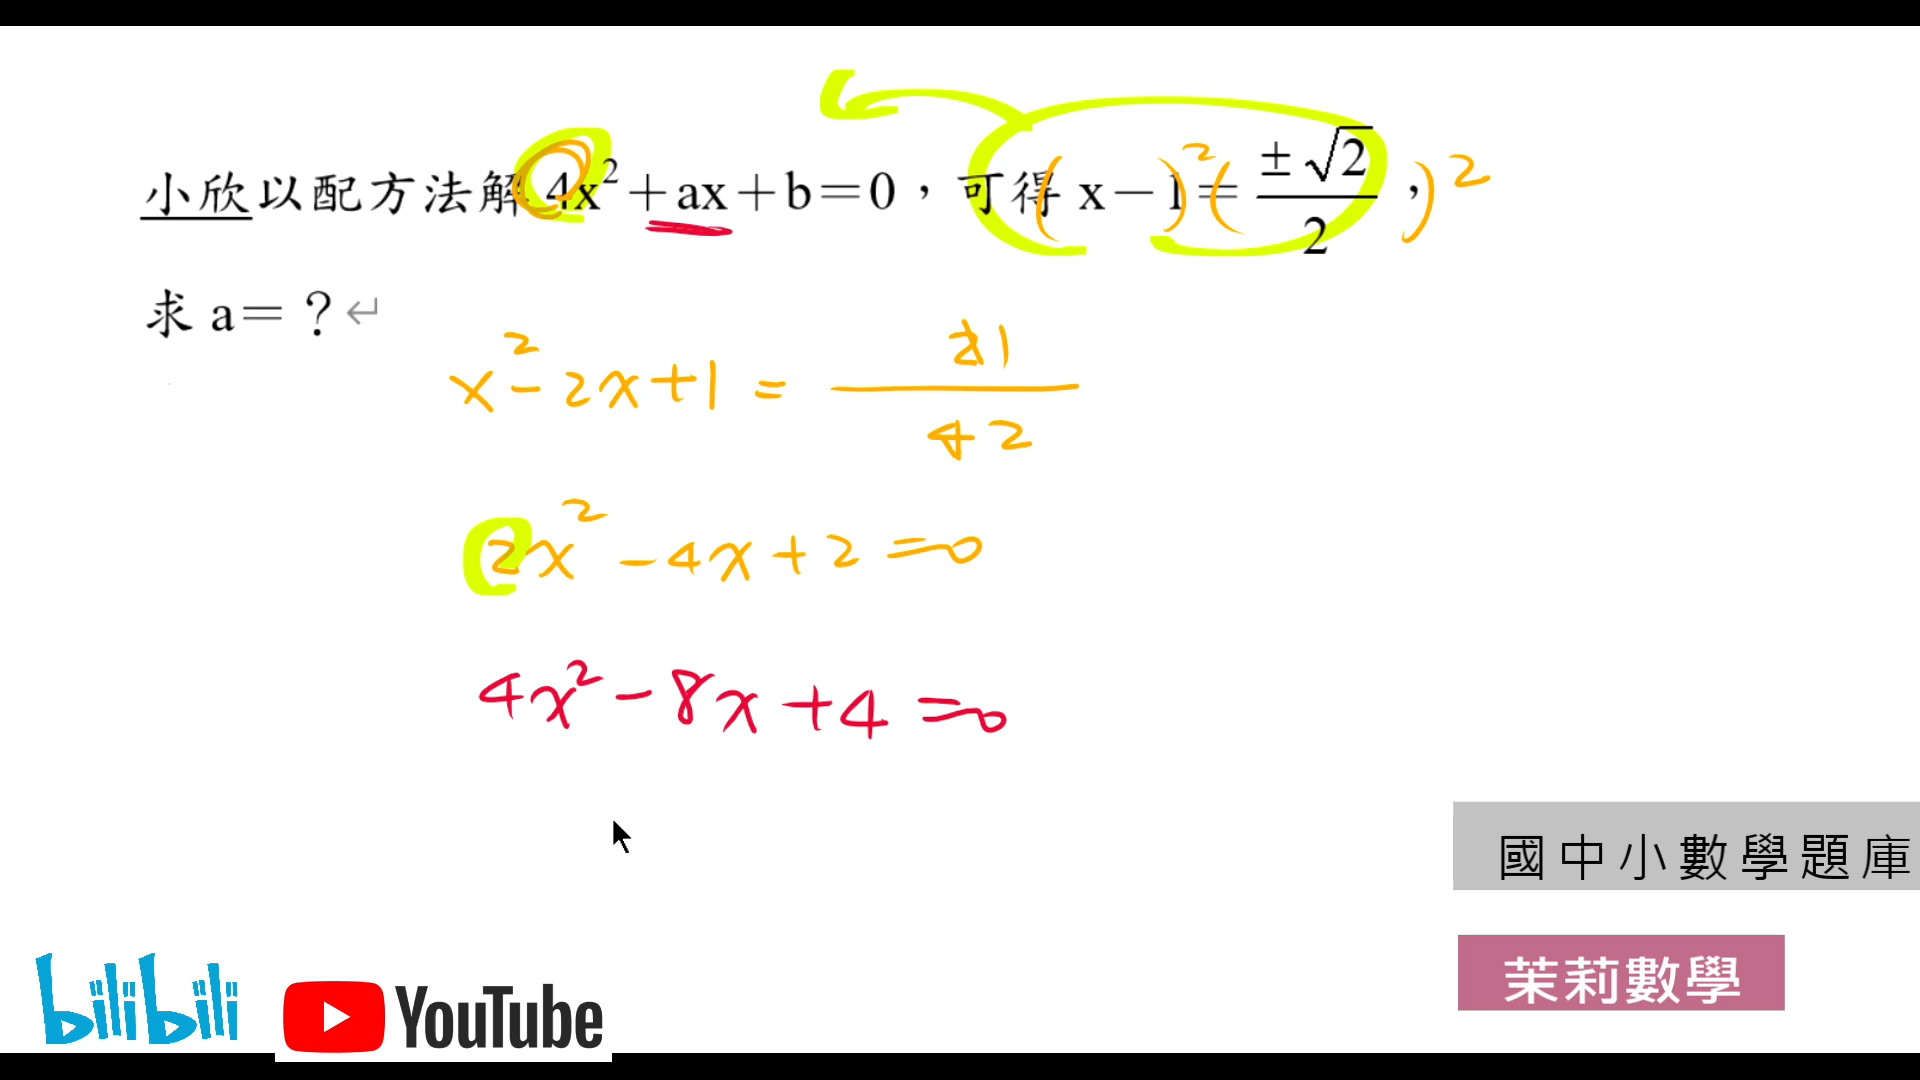 小欣以配方法解 4x²+ax+b=0，可得 (x-1)²=(±√2/2，)²
求 a=？↵
x²-2x+1 = 21/42
2x²-4x+2=0
4x²-8x+4=0
國中小數學題庫
茉莉數學
bilibili YouTube